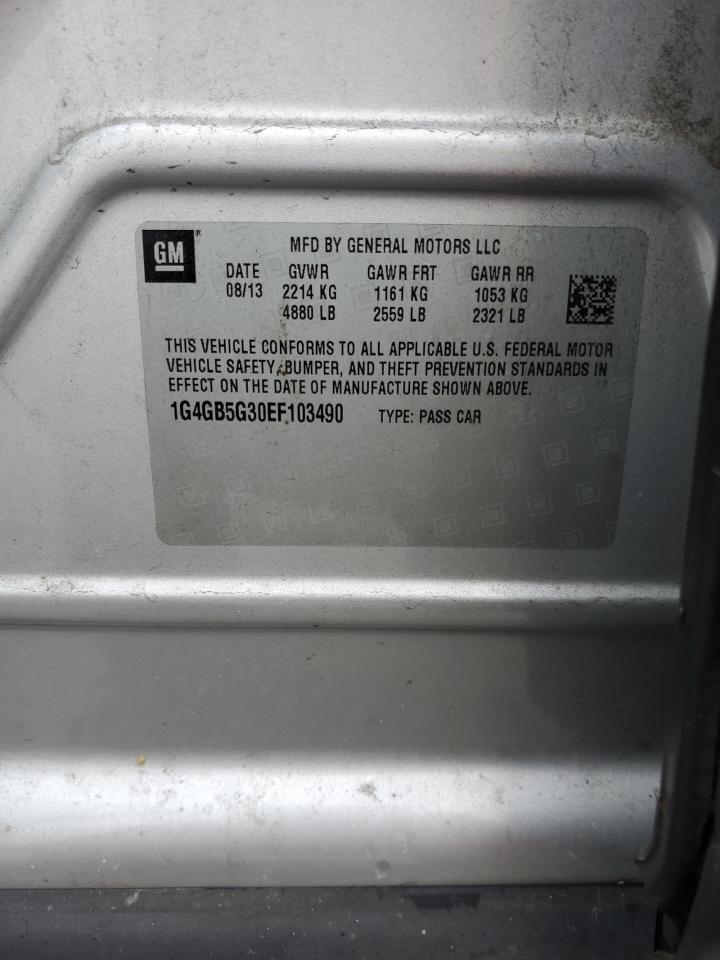 GM
MFD BY GENERAL MOTORS LLC
DATE GVWR GAWR FRT GAWR RR
08/13 2214 KG 1161 KG 1053 KG
4880 LB 2559 LB 2321 LB
THIS VEHICLE CONFORMS TO ALL APPLICABLE U.S. FEDERAL MOTOR
VEHICLE SAFETY, BUMPER, AND THEFT PREVENTION STANDARDS IN
EFFECT ON THE DATE OF MANUFACTURE SHOWN ABOVE.
1G4GB5G30EF103490 TYPE: PASS CAR